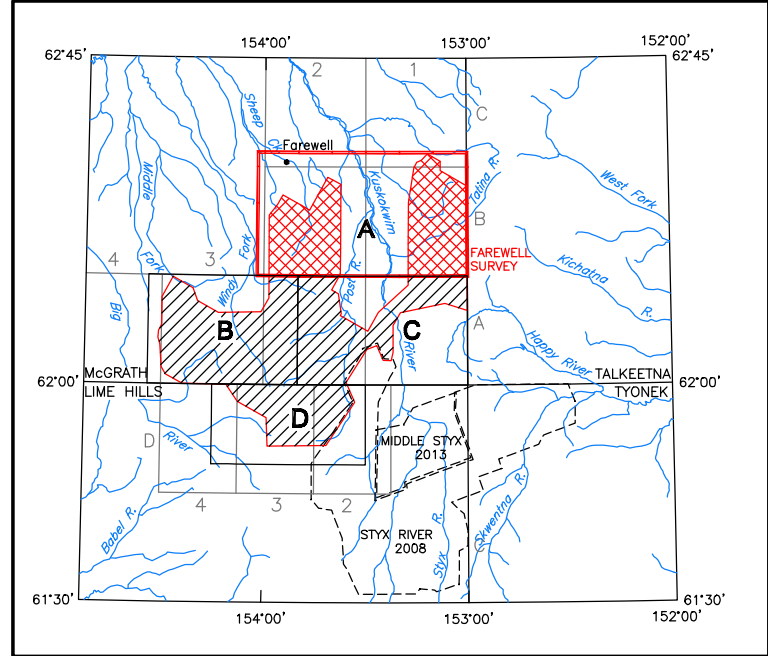 154°00'
153°00'
152°00'
62°45'
62°45'
2
1
C
Sheep
Ck
Farewell
Middle
Fork
Kuskokwim
Tatina R.
West Fork
A
B
Fork
4
3
FAREWELL
SURVEY
Kichatna
R.
Windy
Post R.
Big
B
C
River
A
Happy River
McGRATH
TALKEETNA
62°00'
62°00'
LIME HILLS
TYONEK
D
D
River
MIDDLE STYX
2013
4
3
2
Babel R.
STYX RIVER
2008
Styx
R.
Skwentna R.
C
61°30'
61°30'
154°00'
153°00'
152°00'